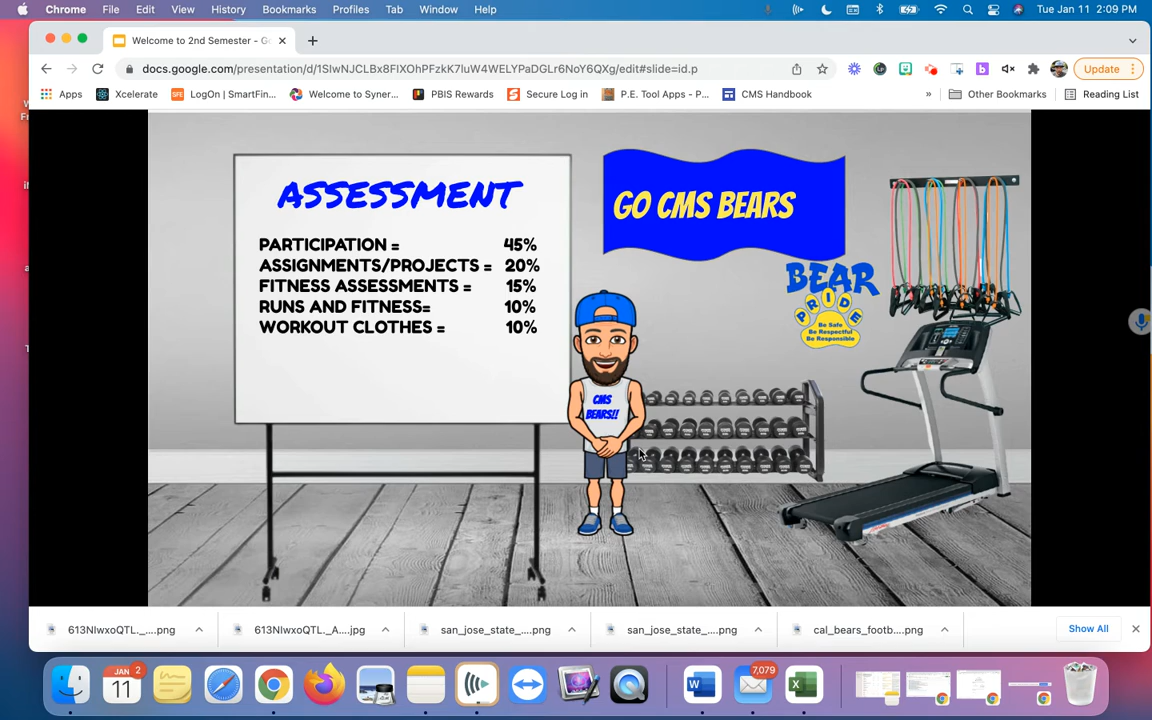 Chrome File Edit View History Bookmarks Profiles Tab Window Help Tue Jan 11 2:09 PM
Welcome to 2nd Semester - Go
docs.google.com/presentation/d/1SIwNJCLBx8FIXOhPFzkK7luW4WELYPaDGLr6NoY6QXg/edit#slide=id.p Update
Apps Xcelerate LogOn | SmartFin... Welcome to Syner... PBIS Rewards Secure Log in P.E. Tool Apps - P... CMS Handbook » Other Bookmarks Reading List
ASSESSMENT
PARTICIPATION = 45%
ASSIGNMENTS/PROJECTS = 20%
FITNESS ASSESSMENTS = 15%
RUNS AND FITNESS= 10%
WORKOUT CLOTHES = 10%
GO CMS BEARS
BEAR
PRIDE
Be Safe
Be Respectful
Be Responsible
CMS
BEARS!!
613NIwxoQTL._....png 613NIwxoQTL._A....jpg san_jose_state_....png san_jose_state_....png cal_bears_footb....png Show All
JAN 2
11
7,079